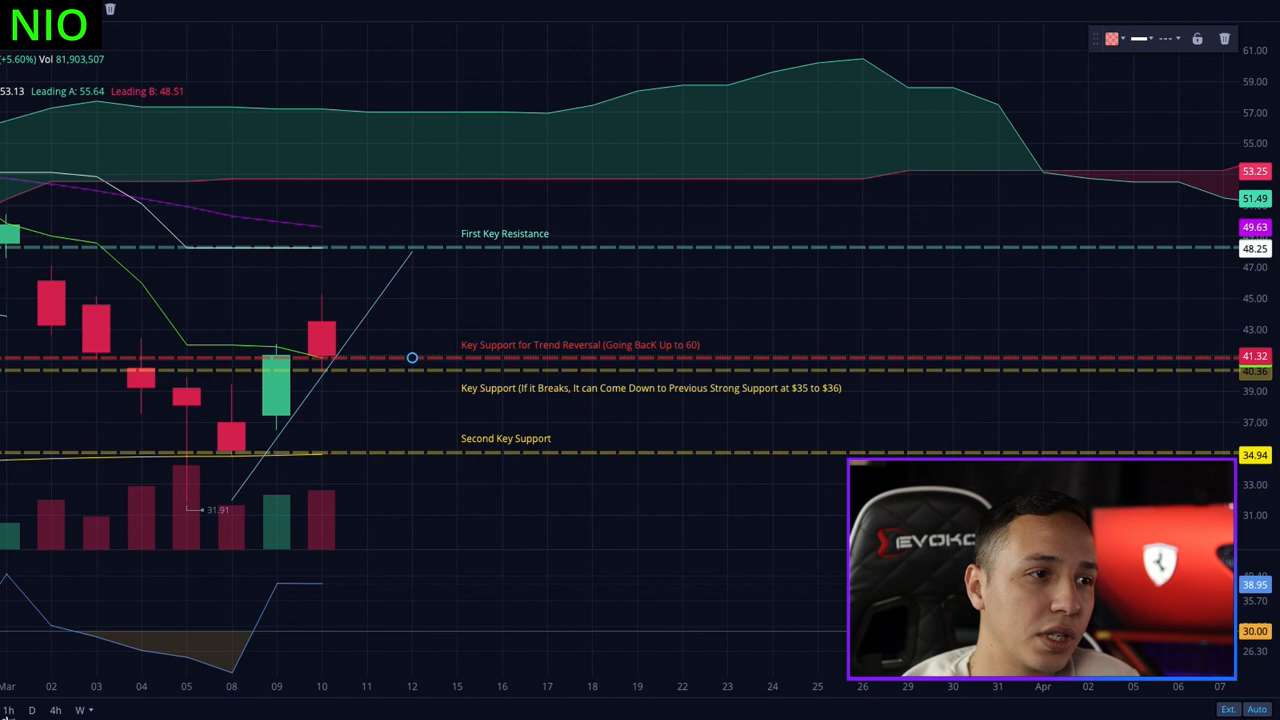 NIO
(+5.60%) Vol 81,903,507
53.13 Leading A: 55.64 Leading B: 48.51
61.00
59.00
57.00
55.00
53.25
51.49
49.63
First Key Resistance
48.25
47.00
45.00
43.00
Key Support for Trend Reversal (Going BacK Up to 60)
41.32
40.36
Key Support (If it Breaks, It can Come Down to Previous Strong Support at $35 to $36)
39.00
37.00
Second Key Support
34.94
33.00
31.91
31.00
EVOKO
38.95
35.70
30.00
26.30
Mar 02 03 04 05 08 09 10 11 12 15 16 17 18 19 22 23 24 25 26 29 30 31 Apr 02 05 06 07
1h D 4h W
Ext. Auto